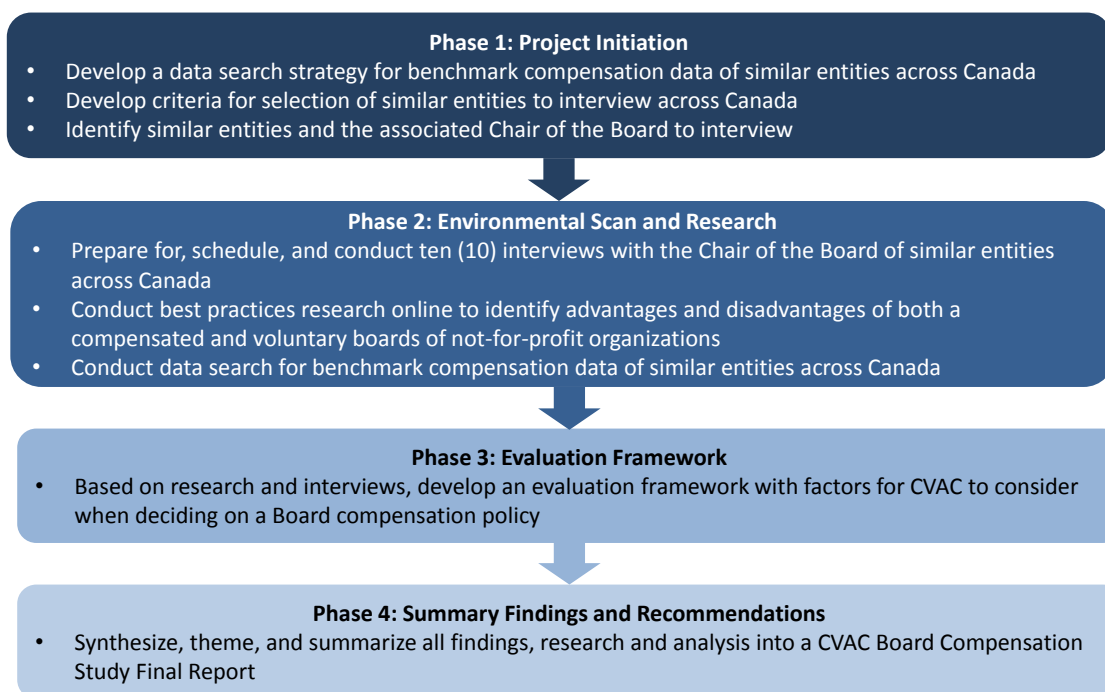 Phase 1: Project Initiation
• Develop a data search strategy for benchmark compensation data of similar entities across Canada
• Develop criteria for selection of similar entities to interview across Canada
• Identify similar entities and the associated Chair of the Board to interview
Phase 2: Environmental Scan and Research
• Prepare for, schedule, and conduct ten (10) interviews with the Chair of the Board of similar entities
across Canada
• Conduct best practices research online to identify advantages and disadvantages of both a
compensated and voluntary boards of not-for-profit organizations
• Conduct data search for benchmark compensation data of similar entities across Canada
Phase 3: Evaluation Framework
• Based on research and interviews, develop an evaluation framework with factors for CVAC to consider
when deciding on a Board compensation policy
Phase 4: Summary Findings and Recommendations
• Synthesize, theme, and summarize all findings, research and analysis into a CVAC Board Compensation
Study Final Report